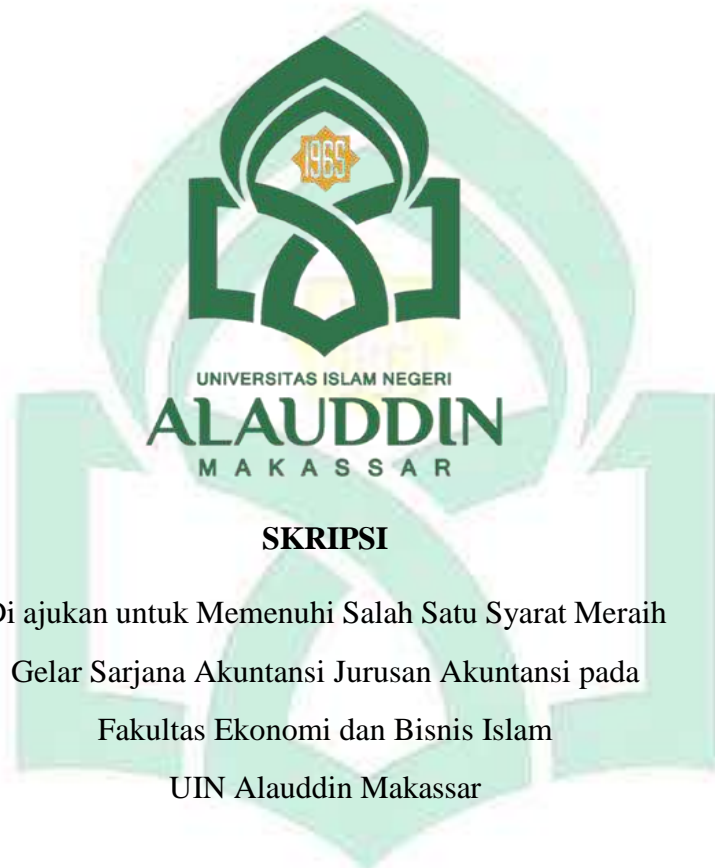 1965
UNIVERSITAS ISLAM NEGERI
ALAUDDIN
MAKASSAR
SKRIPSI
Di ajukan untuk Memenuhi Salah Satu Syarat Meraih
Gelar Sarjana Akuntansi Jurusan Akuntansi pada
Fakultas Ekonomi dan Bisnis Islam
UIN Alauddin Makassar